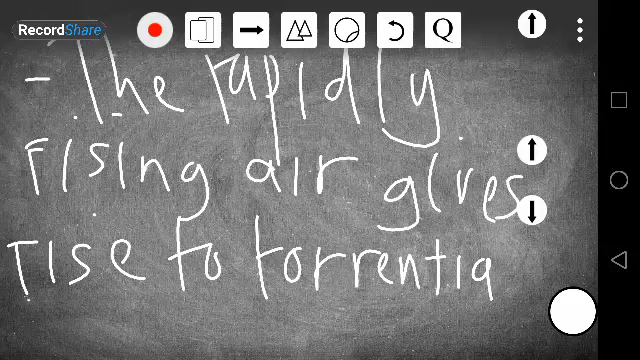 RecordShare
Q
- The rapidly
rising air gives
rise to torrentia